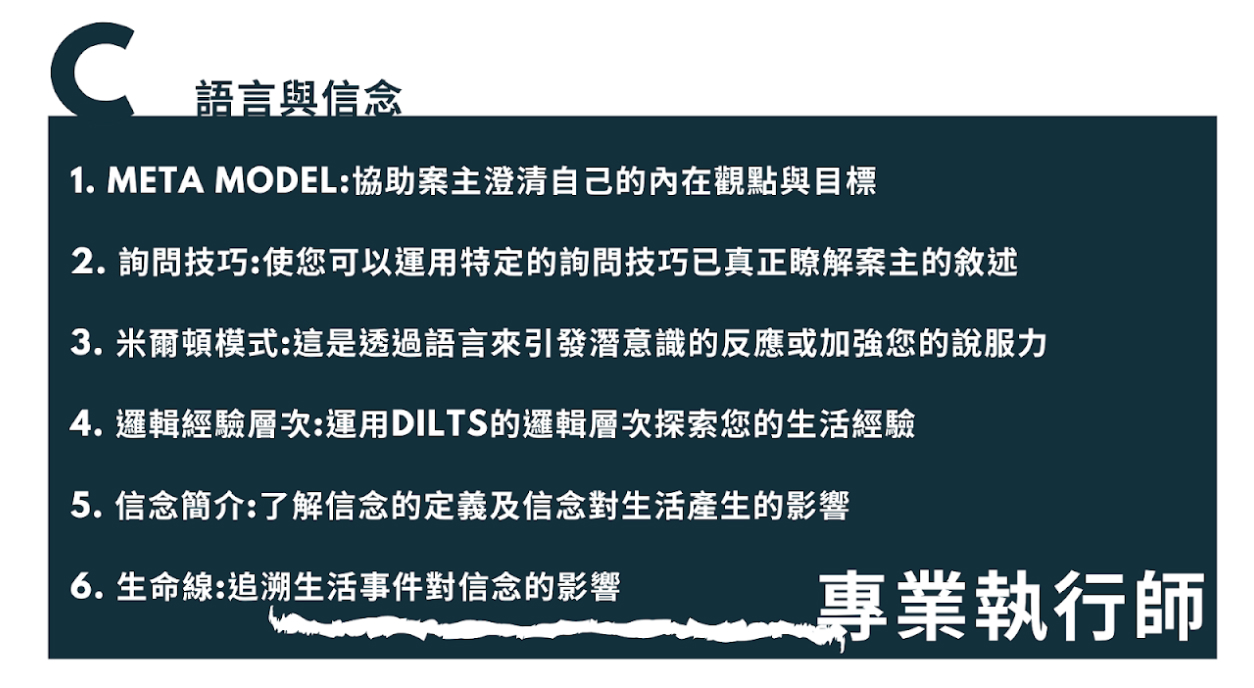 C
語言與信念
1. META MODEL:協助案主澄清自己的內在觀點與目標
2. 詢問技巧:使您可以運用特定的詢問技巧已真正瞭解案主的敘述
3. 米爾頓模式:這是透過語言來引發潛意識的反應或加強您的說服力
4. 邏輯經驗層次:運用DILTS的邏輯層次探索您的生活經驗
5. 信念簡介:了解信念的定義及信念對生活產生的影響
6. 生命線:追溯生活事件對信念的影響
專業執行師